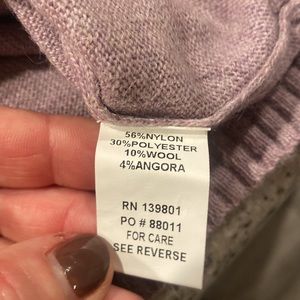 56%NYLON
30%POLYESTER
10%WOOL
4%ANGORA
RN 139801
PO # 88011
FOR CARE
SEE REVERSE